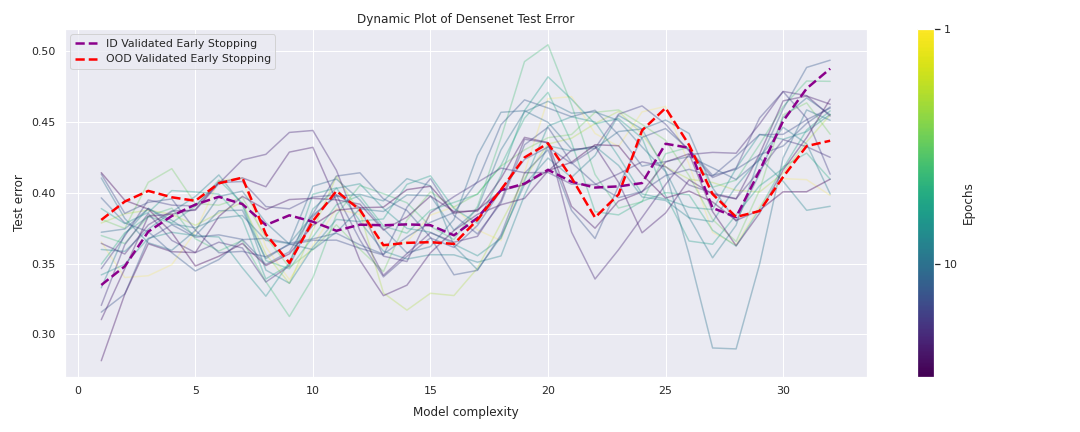 Dynamic Plot of Densenet Test Error
ID Validated Early Stopping
OOD Validated Early Stopping
0.50
0.45
0.40
0.35
0.30
Test error
0
5
10
15
20
25
30
Model complexity
1
10
Epochs